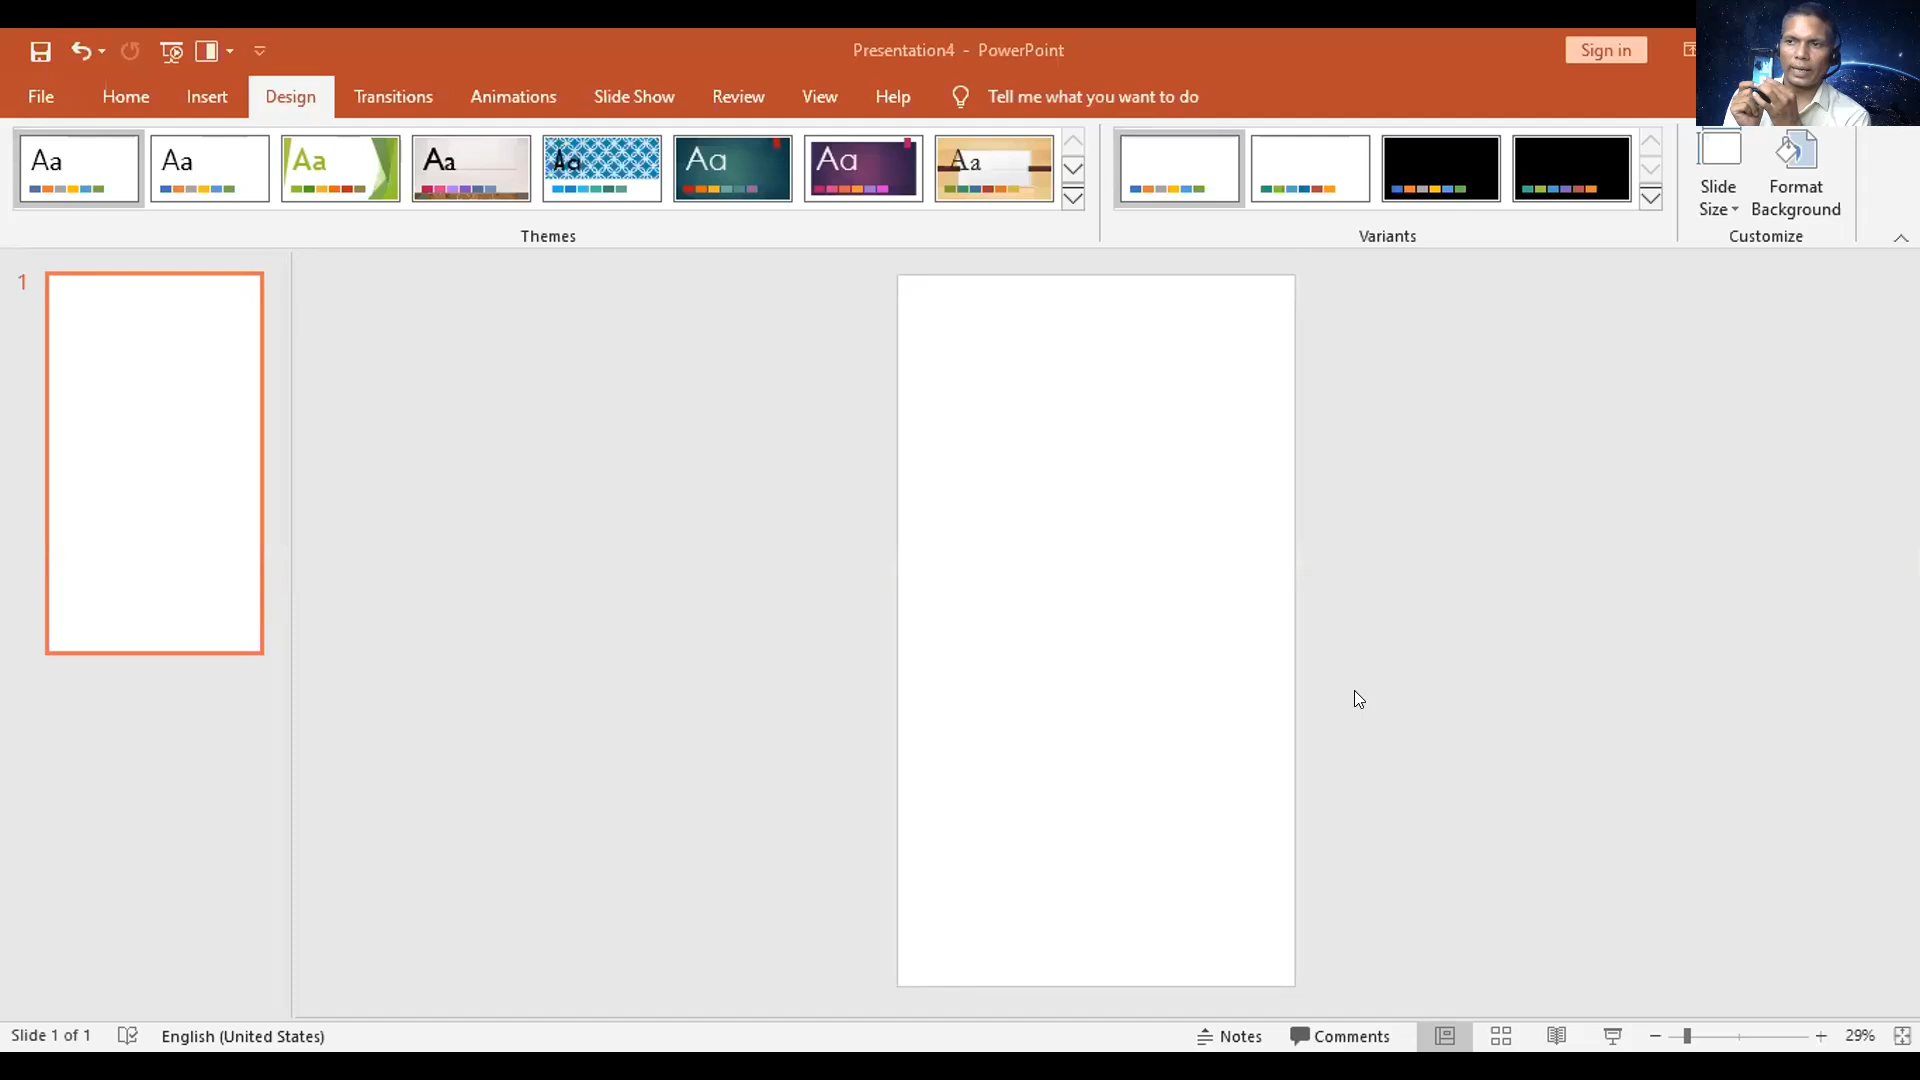 Presentation4 - PowerPoint
Sign in
File Home Insert Design Transitions Animations Slide Show Review View Help Tell me what you want to do
Aa Aa Aa Aa Aa Aa Aa Aa
Slide Size
Format Background
Themes
Variants
Customize
1
Slide 1 of 1
English (United States)
Notes
Comments
29%